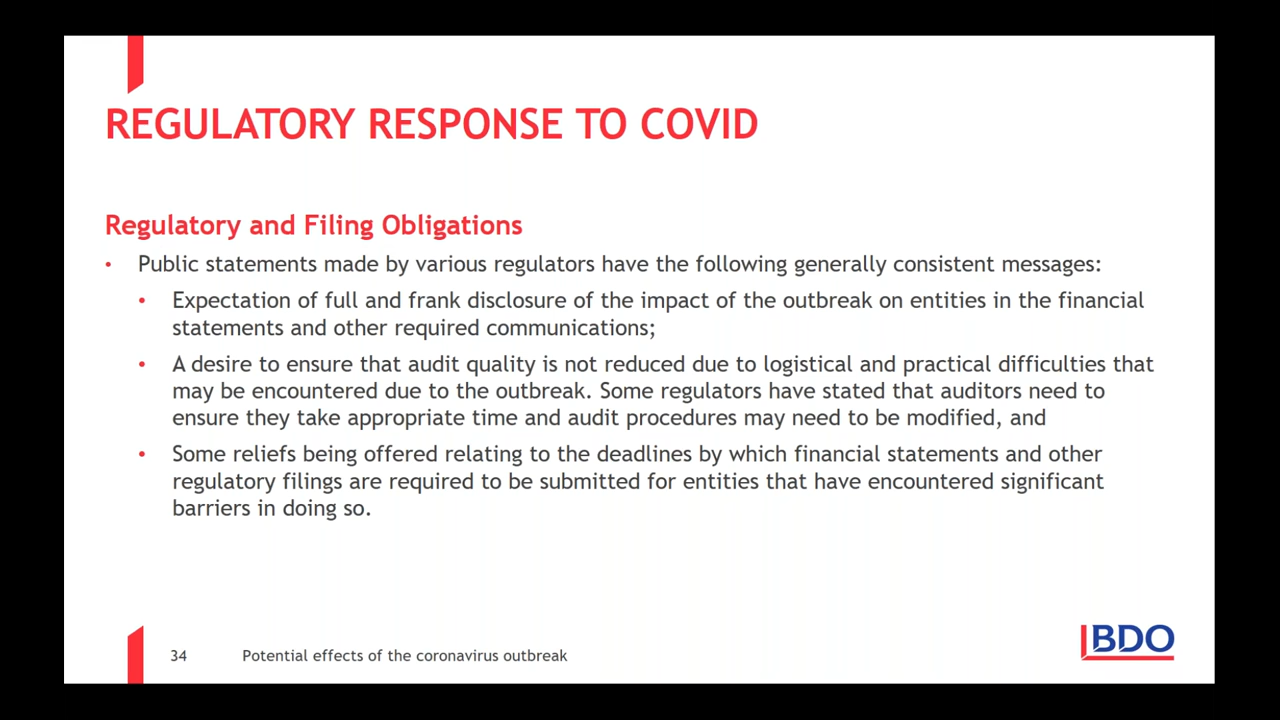 REGULATORY RESPONSE TO COVID
Regulatory and Filing Obligations
• Public statements made by various regulators have the following generally consistent messages:
• Expectation of full and frank disclosure of the impact of the outbreak on entities in the financial
statements and other required communications;
• A desire to ensure that audit quality is not reduced due to logistical and practical difficulties that
may be encountered due to the outbreak. Some regulators have stated that auditors need to
ensure they take appropriate time and audit procedures may need to be modified, and
• Some reliefs being offered relating to the deadlines by which financial statements and other
regulatory filings are required to be submitted for entities that have encountered significant
barriers in doing so.
34 Potential effects of the coronavirus outbreak
BDO